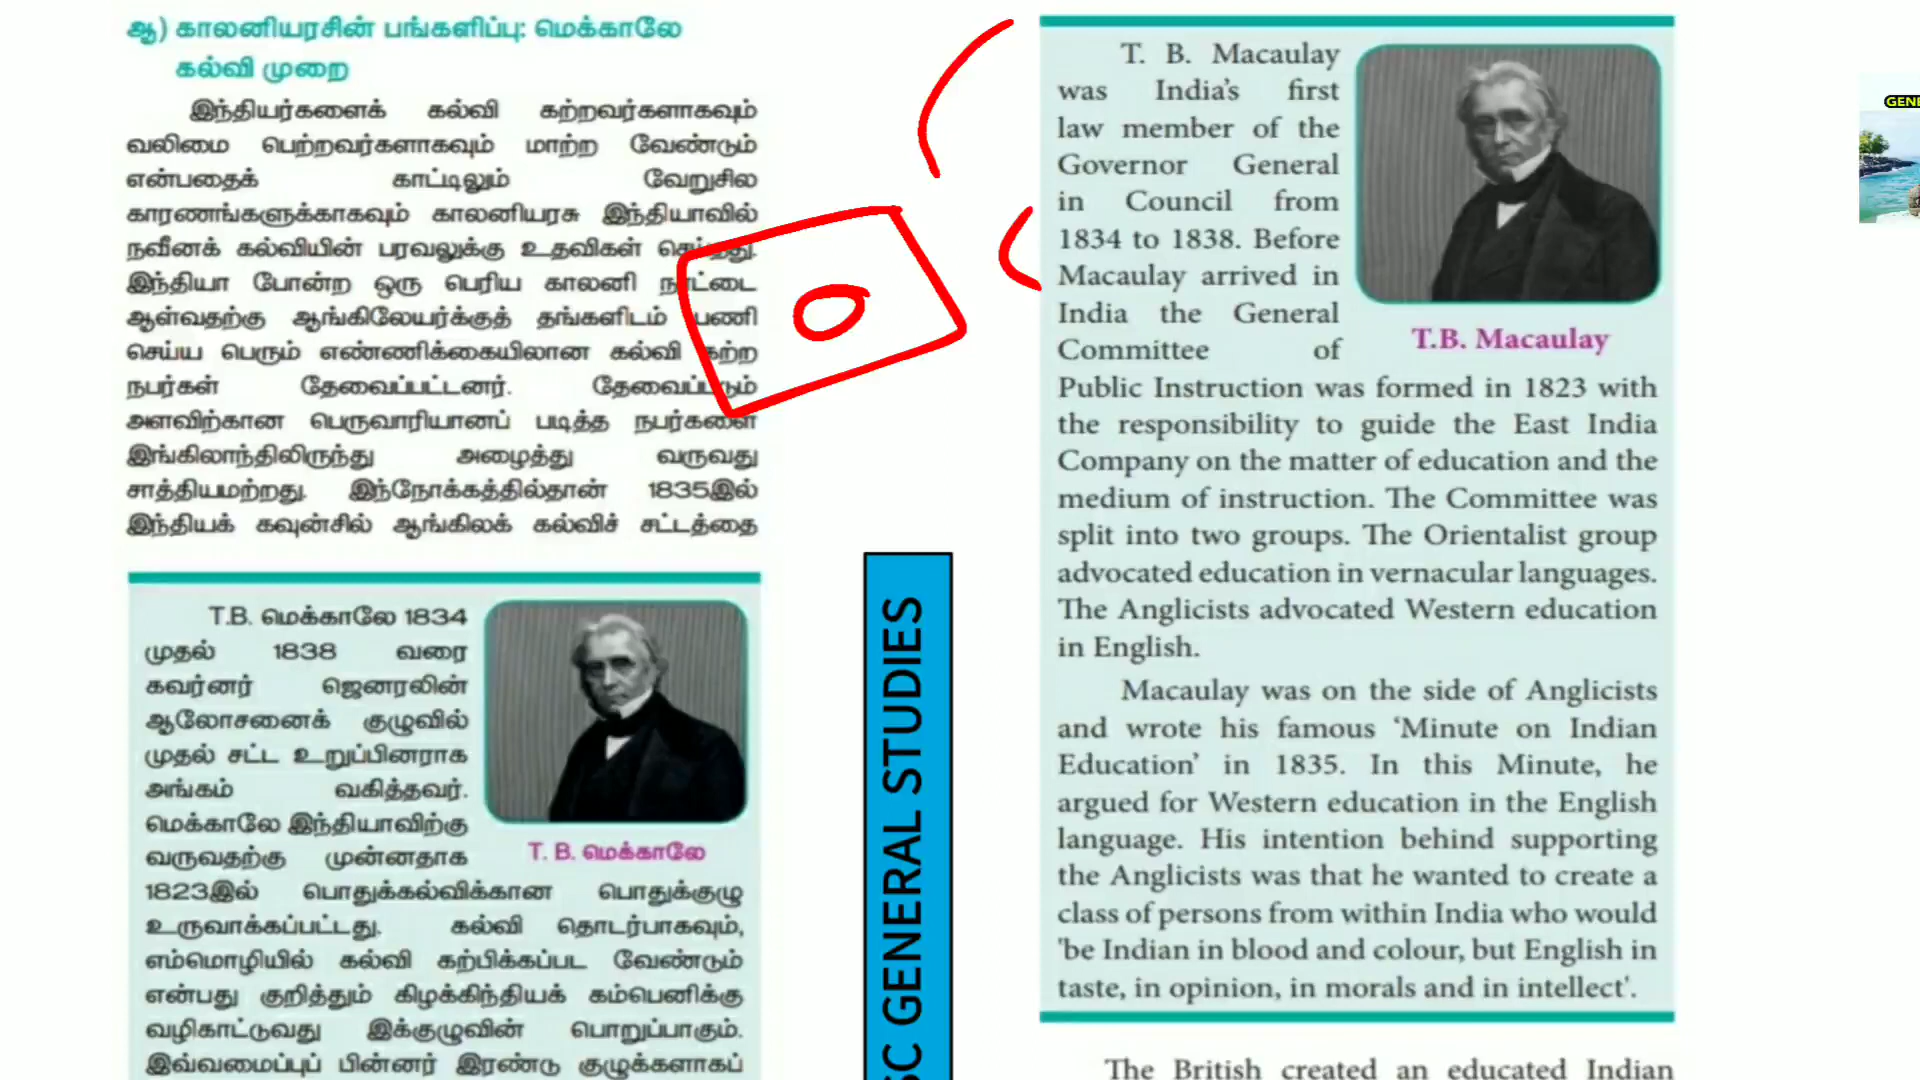 ஆ) காலனியரசின் பங்களிப்பு: மெக்காலே
கல்வி முறை
இந்தியர்களைக் கல்வி கற்றவர்களாகவும்
வலிமை பெற்றவர்களாகவும் மாற்ற வேண்டும்
என்பதைக் காட்டிலும் வேறுசில
காரணங்களுக்காகவும் காலனியரசு இந்தியாவில்
நவீனக் கல்வியின் பரவலுக்கு உதவிகள் செய்தது.
இந்தியா போன்ற ஒரு பெரிய காலனி நாட்டை
ஆள்வதற்கு ஆங்கிலேயர்க்குத் தங்களிடம் பணி
செய்ய பெரும் எண்ணிக்கையிலான கல்வி கற்ற
நபர்கள் தேவைப்பட்டனர். தேவைப்படும்
அளவிற்கான பெருவாரியானப் படித்த நபர்களை
இங்கிலாந்திலிருந்து அழைத்து வருவது
சாத்தியமற்றது. இந்நோக்கத்தில்தான் 1835இல்
இந்தியக் கவுன்சில் ஆங்கிலக் கல்விச் சட்டத்தை
T.B. மெக்காலே 1834
முதல் 1838 வரை
கவர்னர் ஜெனரலின்
ஆலோசனைக் குழுவில்
முதல் சட்ட உறுப்பினராக
அங்கம் வகித்தவர்.
மெக்காலே இந்தியாவிற்கு
வருவதற்கு முன்னதாக
T. B. மெக்காலே
1823இல் பொதுக்கல்விக்கான பொதுக்குழு
உருவாக்கப்பட்டது. கல்வி தொடர்பாகவும்,
எம்மொழியில் கல்வி கற்பிக்கப்பட வேண்டும்
என்பது குறித்தும் கிழக்கிந்தியக் கம்பெனிக்கு
வழிகாட்டுவது இக்குழுவின் பொறுப்பாகும்.
இவ்வமைப்புப் பின்னர் இரண்டு குழுக்களாகப்
SC GENERAL STUDIES
T. B. Macaulay
was India's first
law member of the
Governor General
in Council from
1834 to 1838. Before
Macaulay arrived in
India the General
Committee of
T.B. Macaulay
Public Instruction was formed in 1823 with
the responsibility to guide the East India
Company on the matter of education and the
medium of instruction. The Committee was
split into two groups. The Orientalist group
advocated education in vernacular languages.
The Anglicists advocated Western education
in English.
Macaulay was on the side of Anglicists
and wrote his famous ‘Minute on Indian
Education’ in 1835. In this Minute, he
argued for Western education in the English
language. His intention behind supporting
the Anglicists was that he wanted to create a
class of persons from within India who would
'be Indian in blood and colour, but English in
taste, in opinion, in morals and in intellect'.
The British created an educated Indian
GENE